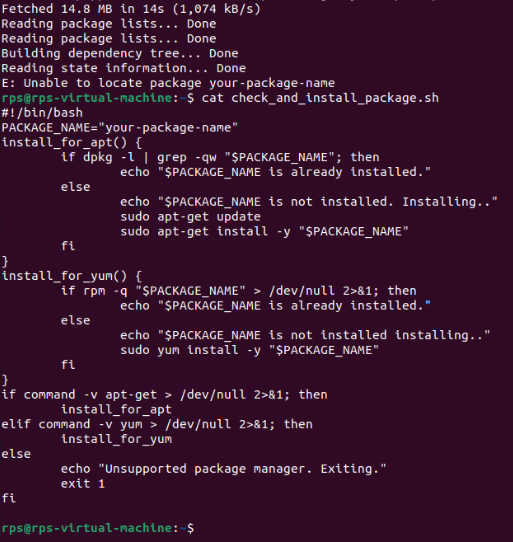 Fetched 14.8 MB in 14s (1,074 kB/s)
Reading package lists... Done
Reading package lists... Done
Building dependency tree... Done
Reading state information... Done
E: Unable to locate package your-package-name
rps@rps-virtual-machine:~$ cat check_and_install_package.sh
#!/bin/bash
PACKAGE_NAME="your-package-name"
install_for_apt() {
        if dpkg -l | grep -qw "$PACKAGE_NAME"; then
                echo "$PACKAGE_NAME is already installed."
        else
                echo "$PACKAGE_NAME is not installed. Installing.."
                sudo apt-get update
                sudo apt-get install -y "$PACKAGE_NAME"
        fi
}
install_for_yum() {
        if rpm -q "$PACKAGE_NAME" > /dev/null 2>&1; then
                echo "$PACKAGE_NAME is already installed."
        else
                echo "$PACKAGE_NAME is not installed installing.."
                sudo yum install -y "$PACKAGE_NAME"
        fi
}
if command -v apt-get > /dev/null 2>&1; then
        install_for_apt
elif command -v yum > /dev/null 2>&1; then
        install_for_yum
else
        echo "Unsupported package manager. Exiting."
        exit 1
fi

rps@rps-virtual-machine:~$